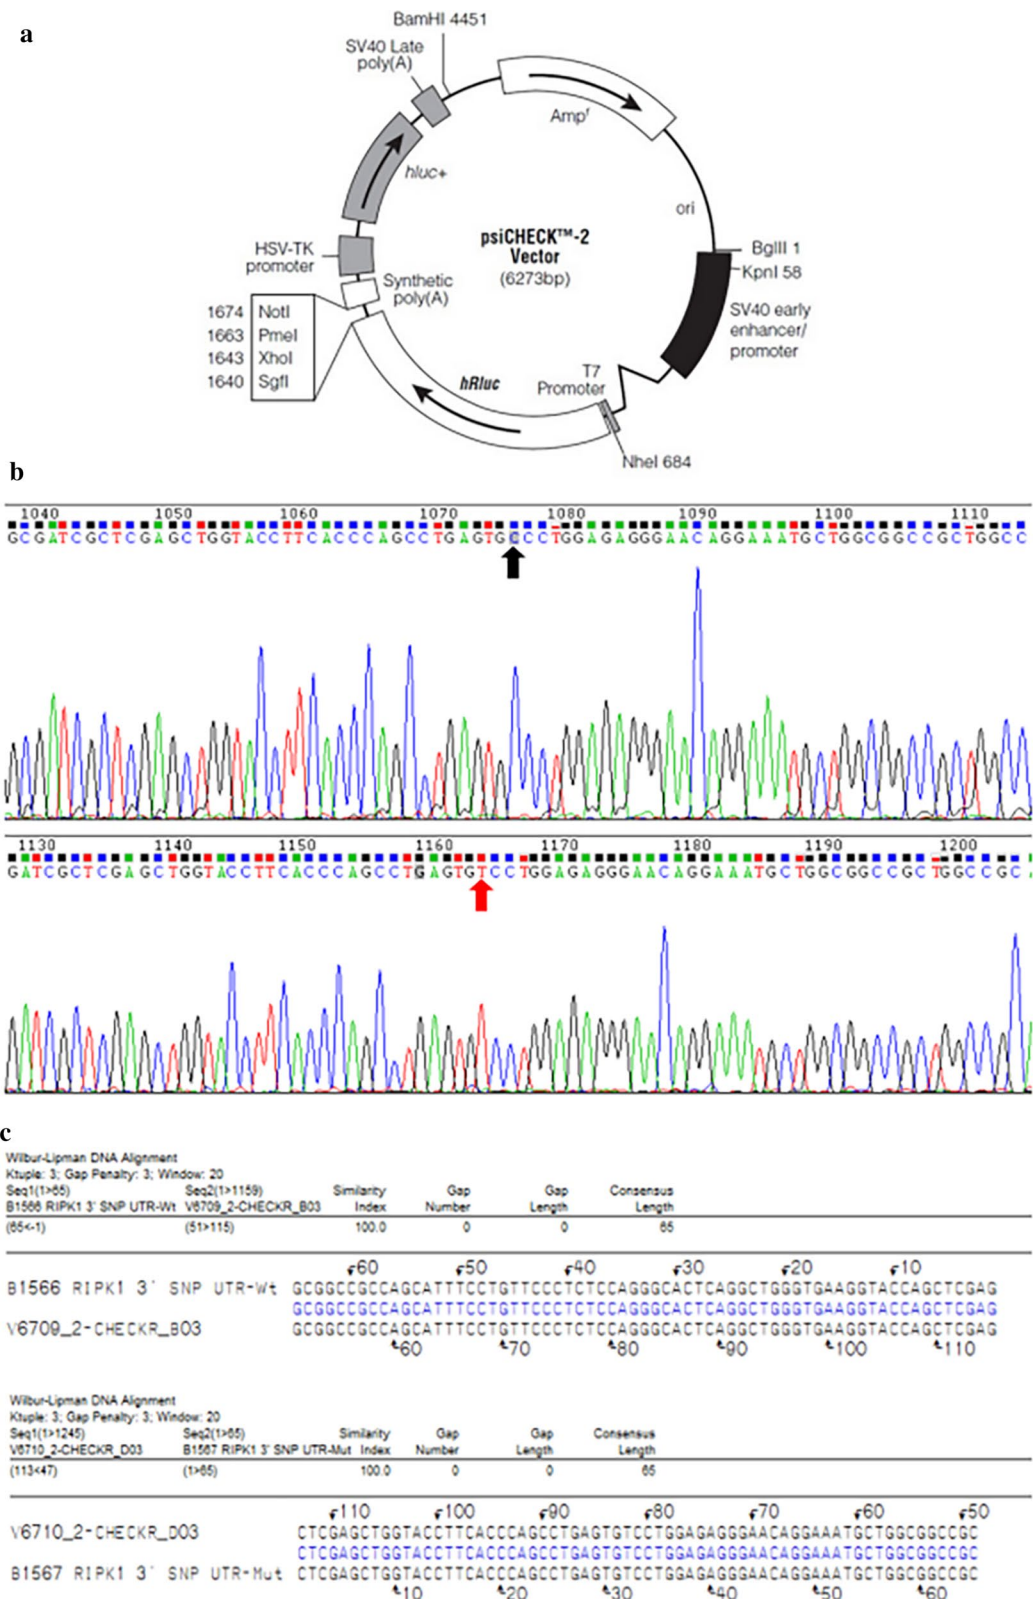 a
BamHI 4451
SV40 Late
poly(A)
Ampʳ
hluc+
ori
psiCHECK™-2
Vector
(6273bp)
HSV-TK
promoter
BglII 1
KpnI 58
Synthetic
poly(A)
SV40 early
enhancer/
promoter
1674 NotI
1663 PmeI
1643 XhoI
1640 SgfI
T7
Promoter
hRluc
NheI 684
b
1040 1050 1060 1070 1080 1090 1100 1110
GCGATCGCTCGAGCTGGTACCTTCACCCAGCCTGAGTGCCCTGGAGAGGGAACAGGAAATGCTGGCGGCCGCTGGCC
1130 1140 1150 1160 1170 1180 1190 1200
GATCGCTCGAGCTGGTACCTTCACCCAGCCTGAGTGTCCTGGAGAGGGAACAGGAAATGCTGGCGGCCGCTGGCCGC
c
Wilbur-Lipman DNA Alignment
Ktuple: 3; Gap Penalty: 3; Window: 20
Seq1(1>65) Seq2(1>1159) Similarity Gap Gap Consensus
B1566 RIPK1 3' SNP UTR-Wt V6709_2-CHECKR_B03 Index Number Length Length
(65<-1) (51>115) 100.0 0 0 65
60 50 40 30 20 10
B1566 RIPK1 3' SNP UTR-Wt GCGGCCGCCAGCATTTCCTGTTCCCTCTCCAGGGCACTCAGGCTGGGTGAAGGTACCAGCTCGAG
GCGGCCGCCAGCATTTCCTGTTCCCTCTCCAGGGCACTCAGGCTGGGTGAAGGTACCAGCTCGAG
V6709_2-CHECKR_B03 GCGGCCGCCAGCATTTCCTGTTCCCTCTCCAGGGCACTCAGGCTGGGTGAAGGTACCAGCTCGAG
60 70 80 90 100 110
Wilbur-Lipman DNA Alignment
Ktuple: 3; Gap Penalty: 3; Window: 20
Seq1(1>1245) Seq2(1>65) Similarity Gap Gap Consensus
V6710_2-CHECKR_D03 B1567 RIPK1 3' SNP UTR-Mut Index Number Length Length
(113<47) (1>65) 100.0 0 0 65
110 100 90 80 70 60 50
V6710_2-CHECKR_D03 CTCGAGCTGGTACCTTCACCCAGCCTGAGTGTCCTGGAGAGGGAACAGGAAATGCTGGCGGCCGC
CTCGAGCTGGTACCTTCACCCAGCCTGAGTGTCCTGGAGAGGGAACAGGAAATGCTGGCGGCCGC
B1567 RIPK1 3' SNP UTR-Mut CTCGAGCTGGTACCTTCACCCAGCCTGAGTGTCCTGGAGAGGGAACAGGAAATGCTGGCGGCCGC
10 20 30 40 50 60